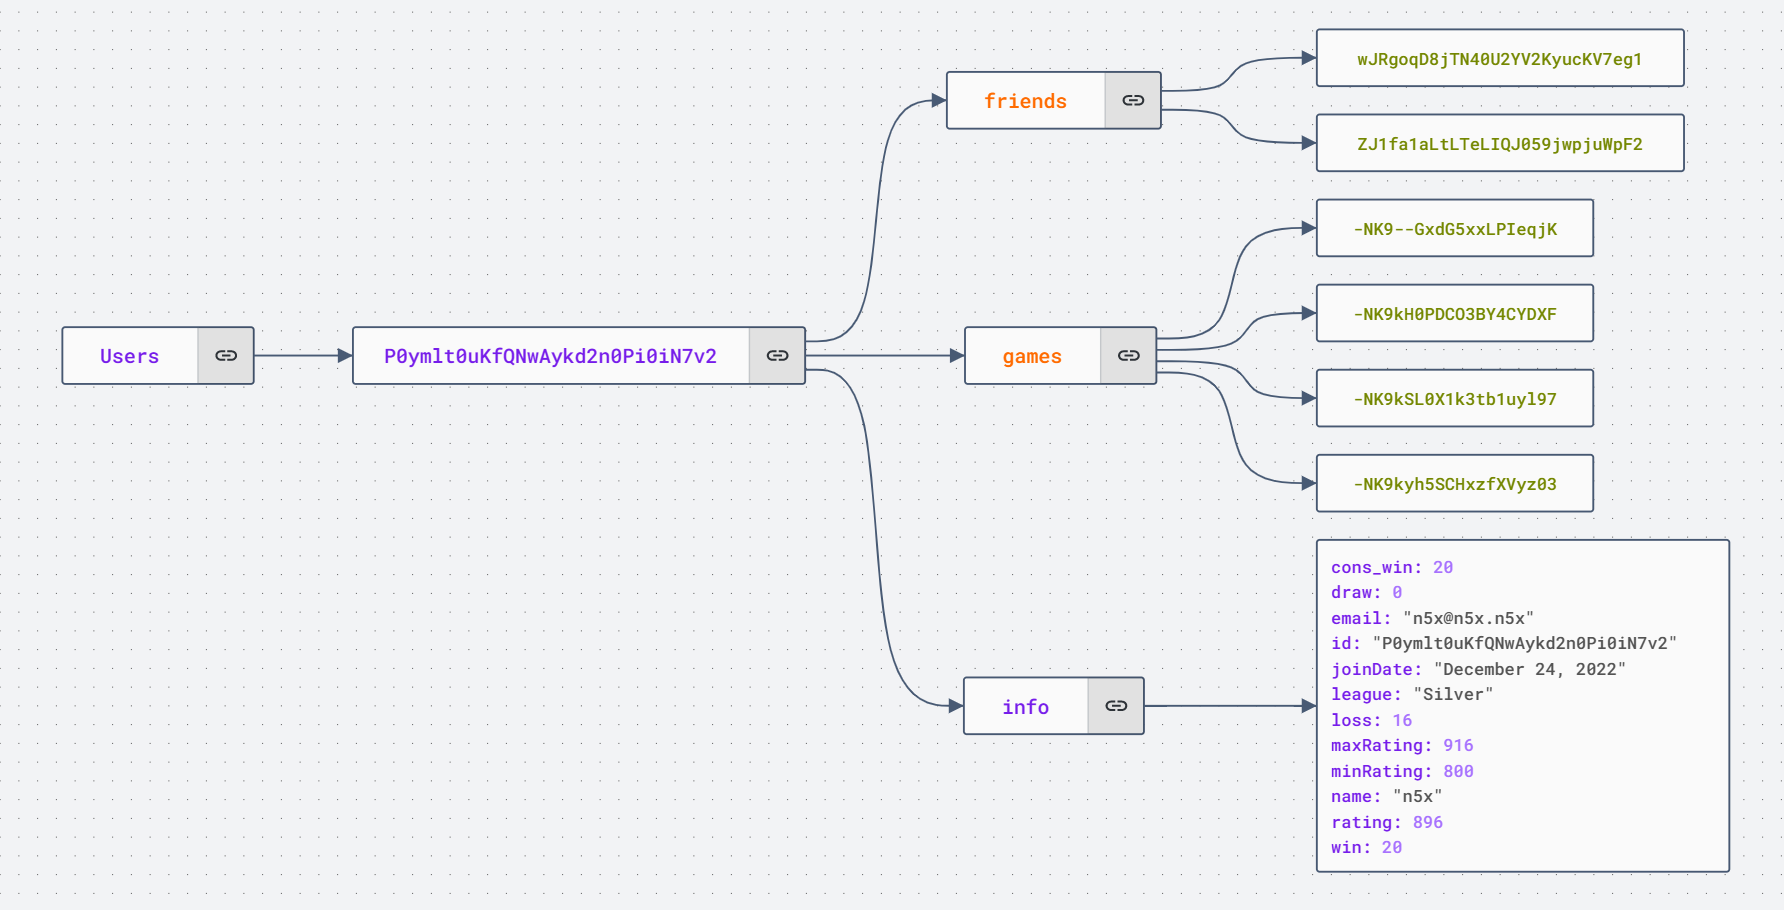 Users
P0ymlt0uKfQNwAykd2n0Pi0iN7v2
friends
wJRgoqD8jTN40U2YV2KyucKV7eg1
ZJ1fa1aLtLTeLIQJ059jwpjuWpF2
games
-NK9--GxdG5xxLPIeqjK
-NK9kH0PDCO3BY4CYDXF
-NK9kSL0X1k3tb1uyl97
-NK9kyh5SCHxzfXVyz03
info
cons_win: 20
draw: 0
email: "n5x@n5x.n5x"
id: "P0ymlt0uKfQNwAykd2n0Pi0iN7v2"
joinDate: "December 24, 2022"
league: "Silver"
loss: 16
maxRating: 916
minRating: 800
name: "n5x"
rating: 896
win: 20